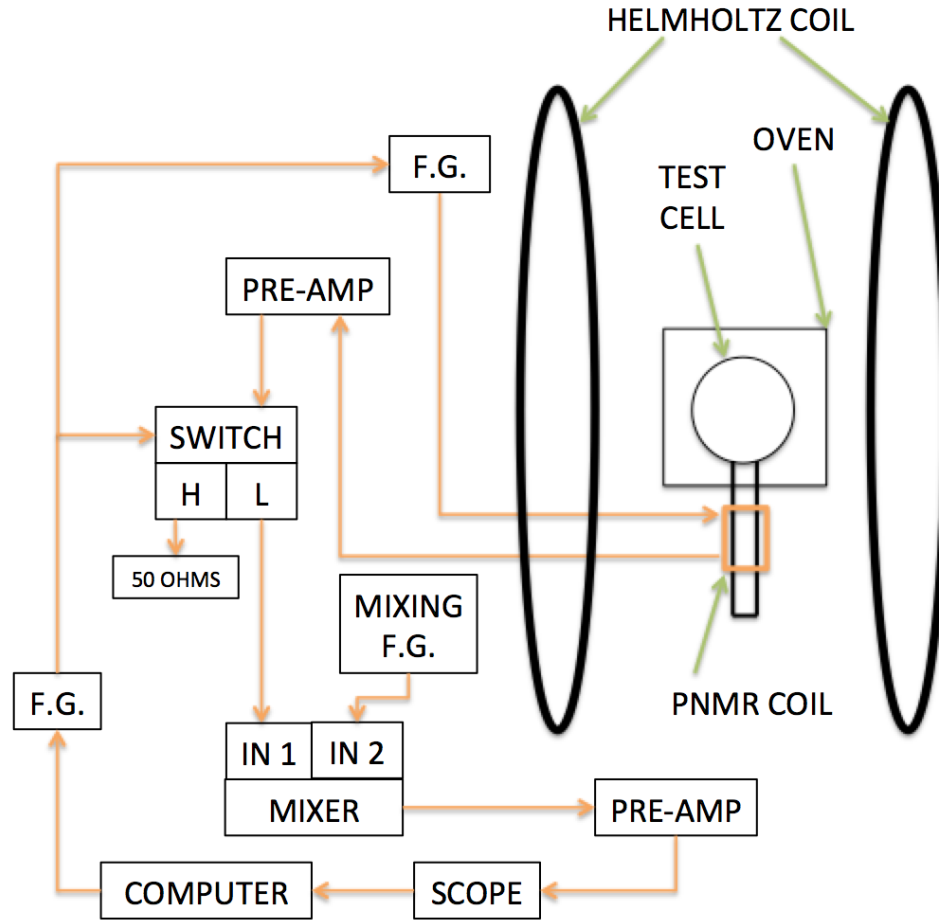 HELMHOLTZ COIL
OVEN
F.G.
TEST
CELL
PRE-AMP
SWITCH
H
L
50 OHMS
MIXING
F.G.
F.G.
PNMR COIL
IN 1
IN 2
MIXER
PRE-AMP
COMPUTER
SCOPE